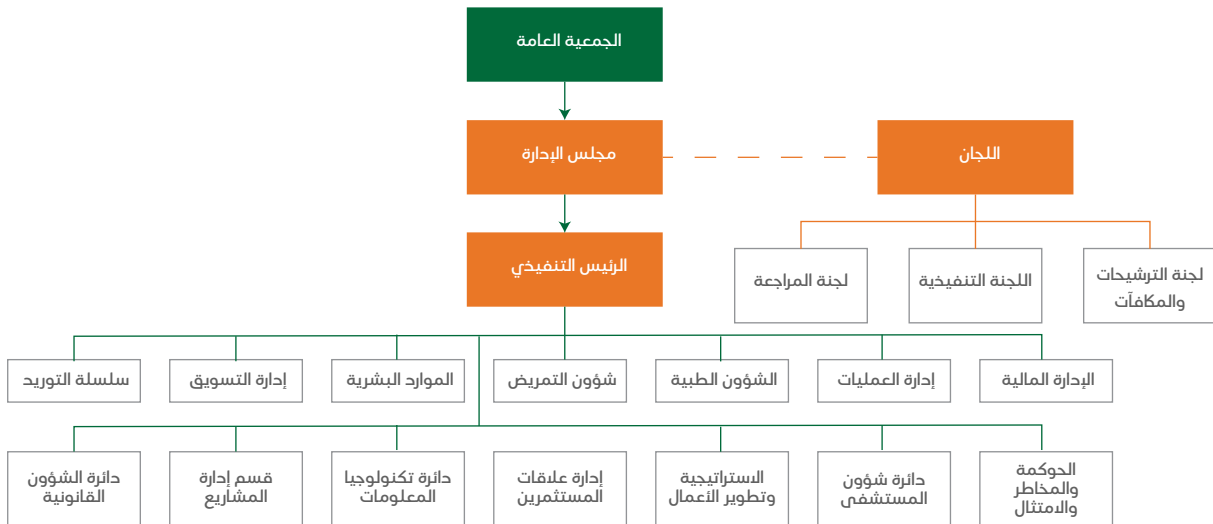 الجمعية العامة
مجلس الإدارة
اللجان
الرئيس التنفيذي
لجنة الترشيحات
والمكافآت
اللجنة التنفيذية
لجنة المراجعة
الإدارة المالية
إدارة العمليات
الشؤون الطبية
شؤون التمريض
الموارد البشرية
إدارة التسويق
سلسلة التوريد
الحوكمة
والمخاطر
والامتثال
دائرة شؤون
المستشفى
الاستراتيجية
وتطوير الأعمال
إدارة علاقات
المستثمرين
دائرة تكنولوجيا
المعلومات
قسم إدارة
المشاريع
دائرة الشؤون
القانونية